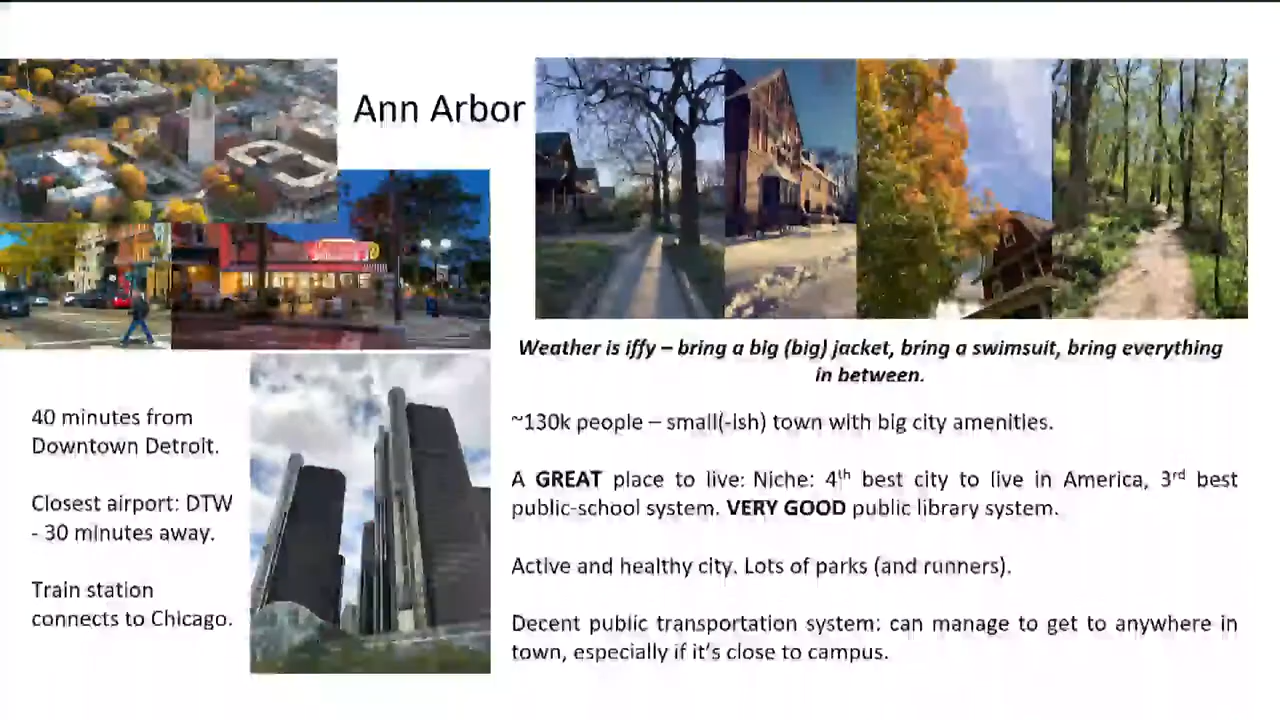 Ann Arbor
Weather is iffy – bring a big (big) jacket, bring a swimsuit, bring everything
in between.
40 minutes from
Downtown Detroit.
Closest airport: DTW
- 30 minutes away.
Train station
connects to Chicago.
~130k people – small(-ish) town with big city amenities.
A GREAT place to live: Niche: 4th best city to live in America, 3rd best
public-school system. VERY GOOD public library system.
Active and healthy city. Lots of parks (and runners).
Decent public transportation system: can manage to get to anywhere in
town, especially if it's close to campus.